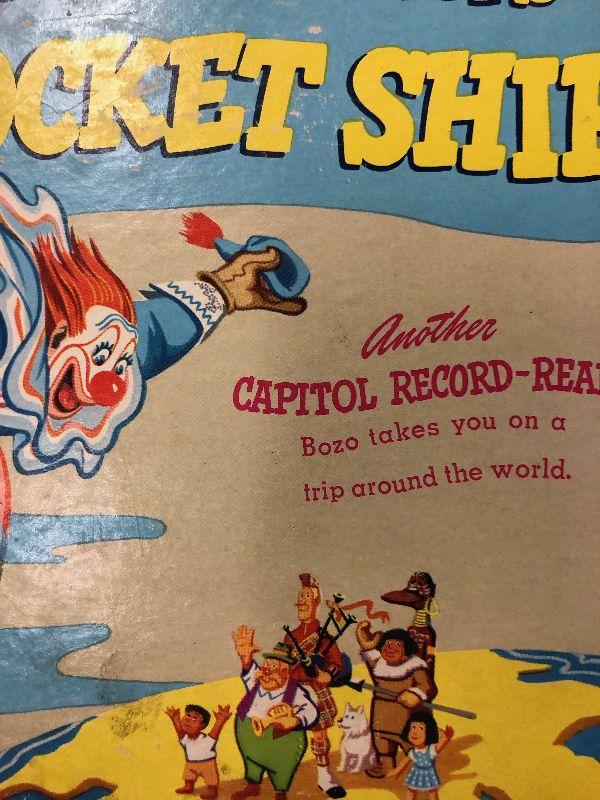 OCKET SHI
Another
CAPITOL RECORD-REA
Bozo takes you on a
trip around the world.